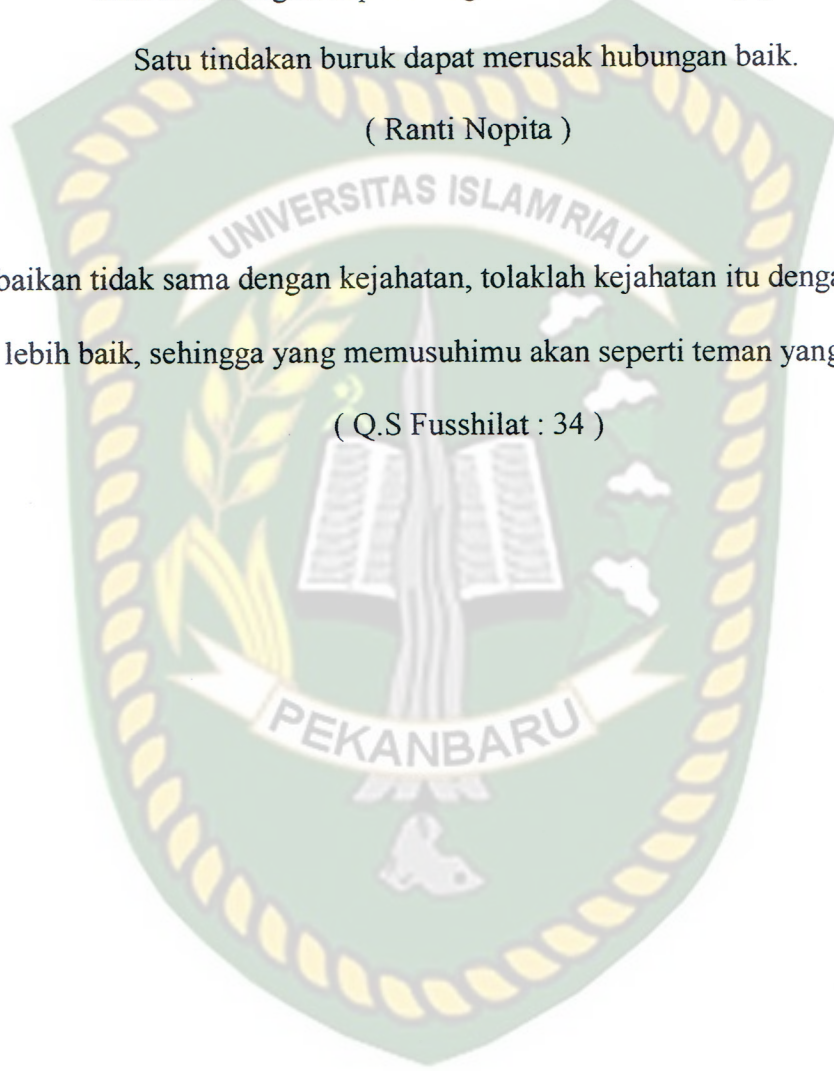 Satu tindakan buruk dapat merusak hubungan baik.
( Ranti Nopita )
UNIVERSITAS ISLAM RIAU
baikan tidak sama dengan kejahatan, tolaklah kejahatan itu denga
lebih baik, sehingga yang memusuhimu akan seperti teman yang
( Q.S Fusshilat : 34 )
PEKANBARU